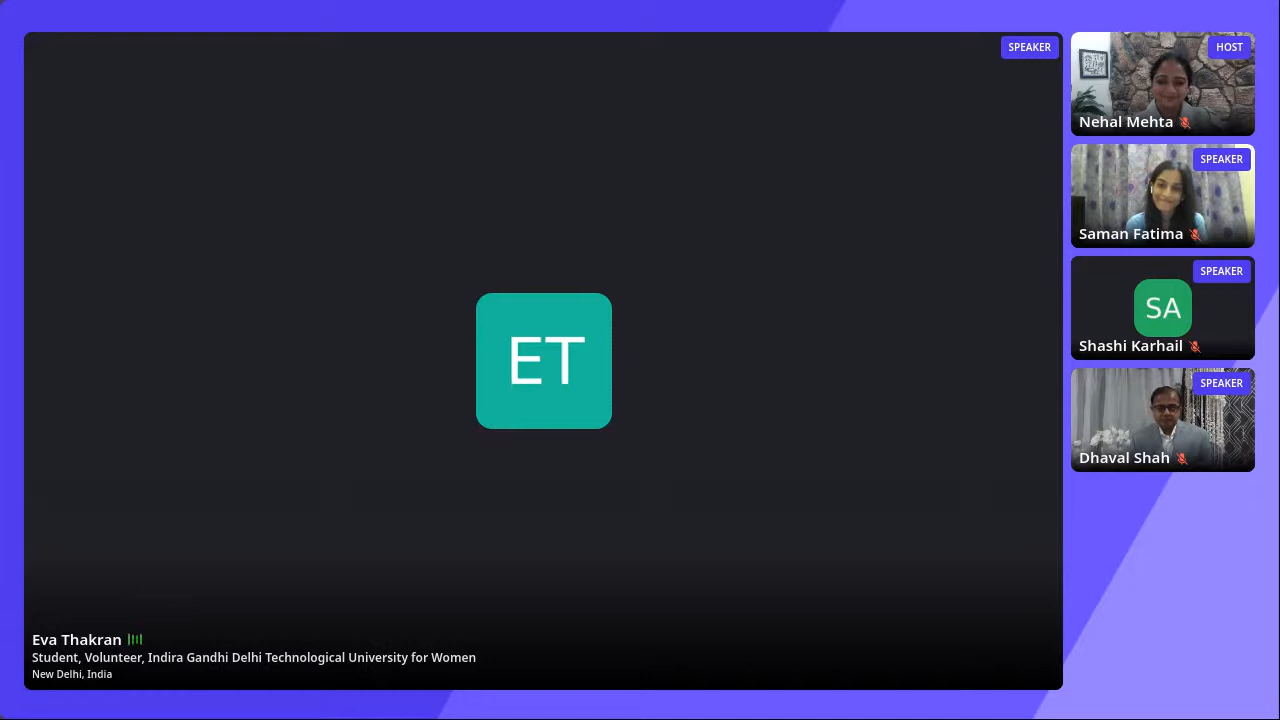 SPEAKER
ET
Eva Thakran
Student, Volunteer, Indira Gandhi Delhi Technological University for Women
New Delhi, India
HOST
Nehal Mehta
SPEAKER
Saman Fatima
SPEAKER
SA
Shashi Karhail
SPEAKER
Dhaval Shah